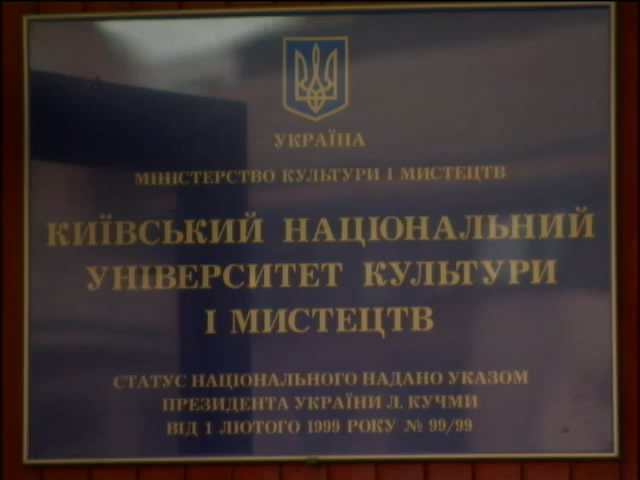 УКРАЇНА
МІНІСТЕРСТВО КУЛЬТУРИ І МИСТЕЦТВ
КИЇВСЬКИЙ НАЦІОНАЛЬНИЙ
УНІВЕРСИТЕТ КУЛЬТУРИ
І МИСТЕЦТВ
СТАТУС НАЦІОНАЛЬНОГО НАДАНО УКАЗОМ
ПРЕЗИДЕНТА УКРАЇНИ Л. КУЧМИ
ВІД 1 ЛЮТОГО 1999 РОКУ № 99/99